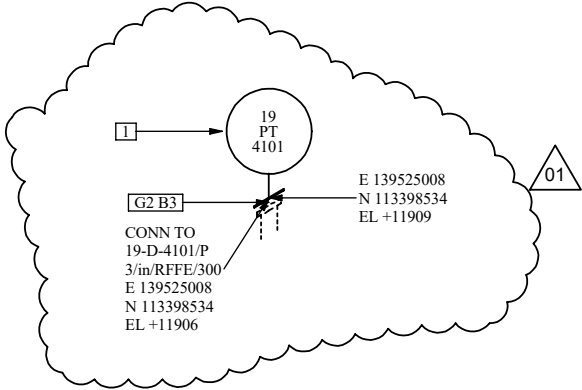 19
PT
4101
1
01
E 139525008
N 113398534
EL +11909
G2 B3
CONN TO
19-D-4101/P
3/in/RFFE/300
E 139525008
N 113398534
EL +11906